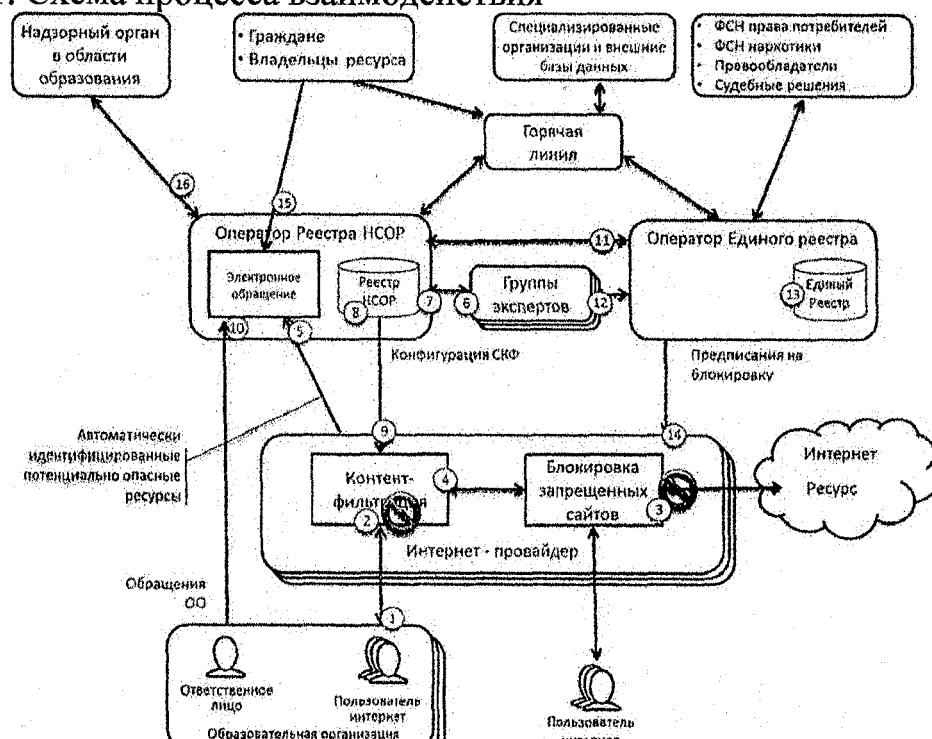 . Схема процесса взаимодействия
Надзорный орган
в области
образования
• Граждане
• Владельцы ресурса
Специализированные
организации и внешние
базы данных
• ФСН права потребителей
• ФСН наркотики
• Правообладатели
• Судебные решения
Горячая
линия
16
15
Оператор Реестра НСОР
11
Оператор Единого реестра
Электронное
обращение
Реестр
НСОР
8
7
6
Группы
экспертов
12
13
Единый
Реестр
10
5
Конфигурация СКФ
Предписания на
блокировку
Автоматически
идентифицированные
потенциально опасные
ресурсы
9
14
Контент-
фильтрация
2
4
Блокировка
запрещенных
сайтов
3
Интернет
Ресурс
Интернет - провайдер
Обращения
ОО
1
Ответственное
лицо
Пользователь
интернет
Образовательная организация
Пользователь